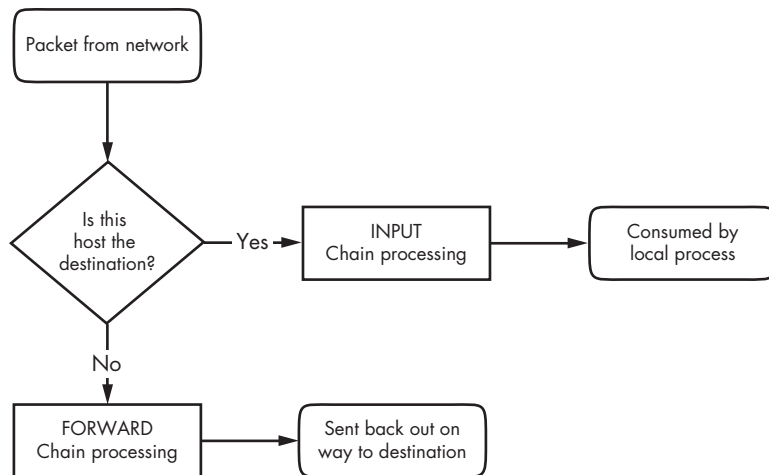 Packet from network
Is this
host the
destination?
Yes
INPUT
Chain processing
Consumed by
local process
No
FORWARD
Chain processing
Sent back out on
way to destination